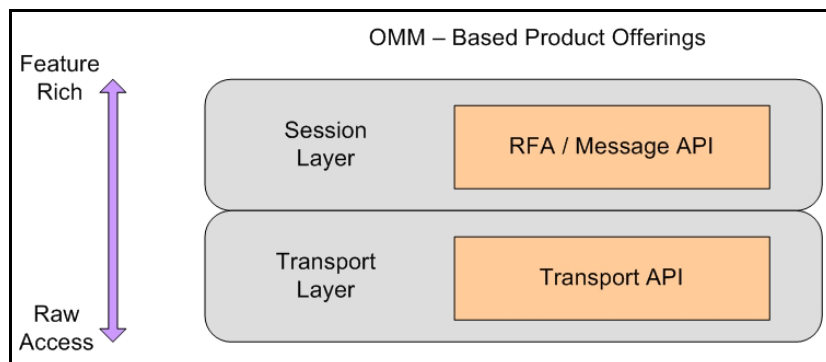 OMM – Based Product Offerings
Feature
Rich
Session
Layer
RFA / Message API
Transport
Layer
Transport API
Raw
Access